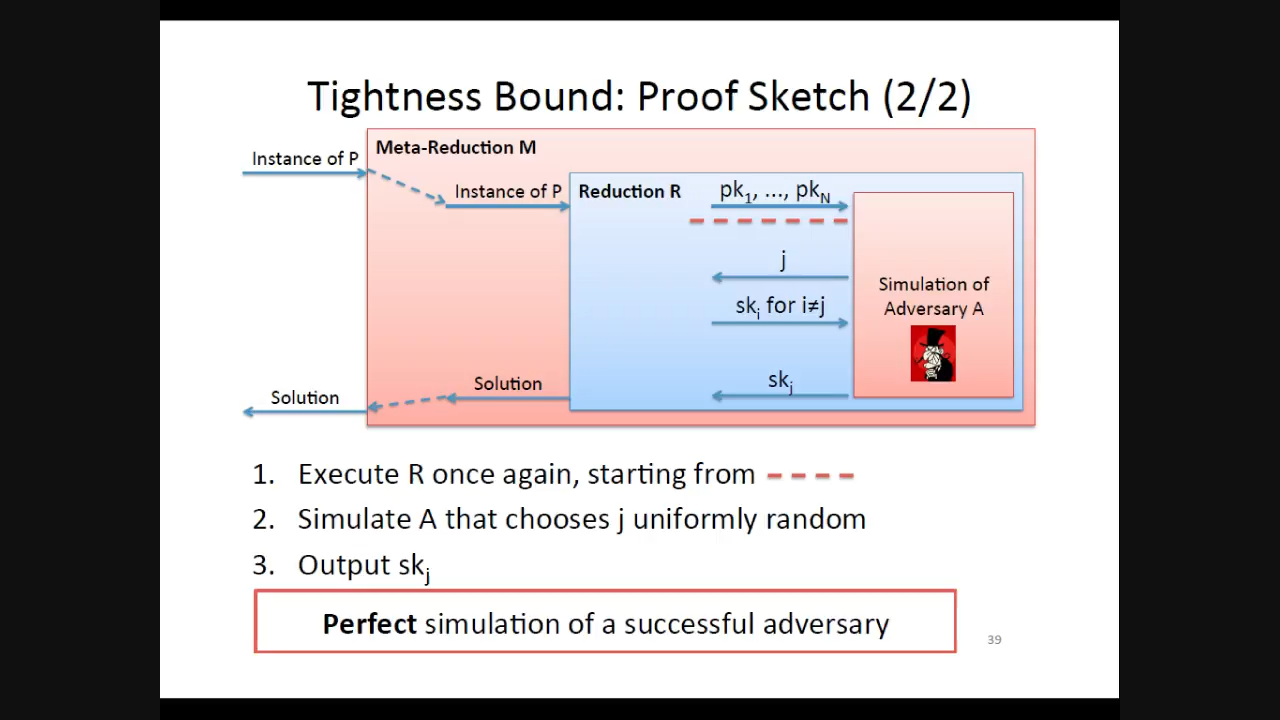 Tightness Bound: Proof Sketch (2/2)
Meta-Reduction M
Instance of P
Instance of P
Reduction R
pk1, ..., pkN
j
ski for i≠j
Simulation of
Adversary A
skj
Solution
Solution
1. Execute R once again, starting from
2. Simulate A that chooses j uniformly random
3. Output skj
Perfect simulation of a successful adversary
39